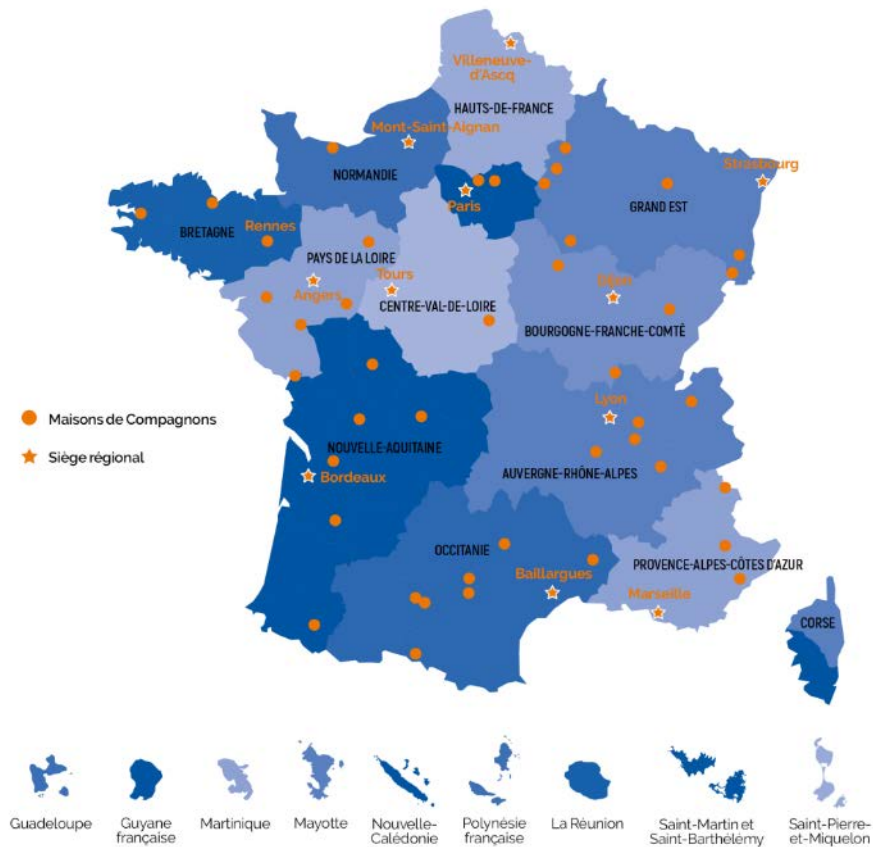 Villeneuve-
d'Ascq
HAUTS-DE-FRANCE
Mont-Saint-Aignan
NORMANDIE
Paris
Strasbourg
GRAND EST
BRETAGNE
Rennes
PAYS DE LA LOIRE
Angers
Tours
CENTRE-VAL-DE-LOIRE
Dijon
BOURGOGNE-FRANCHE-COMTÉ
Maisons de Compagnons
Siège régional
NOUVELLE-AQUITAINE
Bordeaux
Lyon
AUVERGNE-RHÔNE-ALPES
OCCITANIE
Baillargues
PROVENCE-ALPES-CÔTES D'AZUR
Marseille
CORSE
Guadeloupe
Guyane
française
Martinique
Mayotte
Nouvelle-
Calédonie
Polynésie
française
La Réunion
Saint-Martin et
Saint-Barthélémy
Saint-Pierre-
et-Miquelon